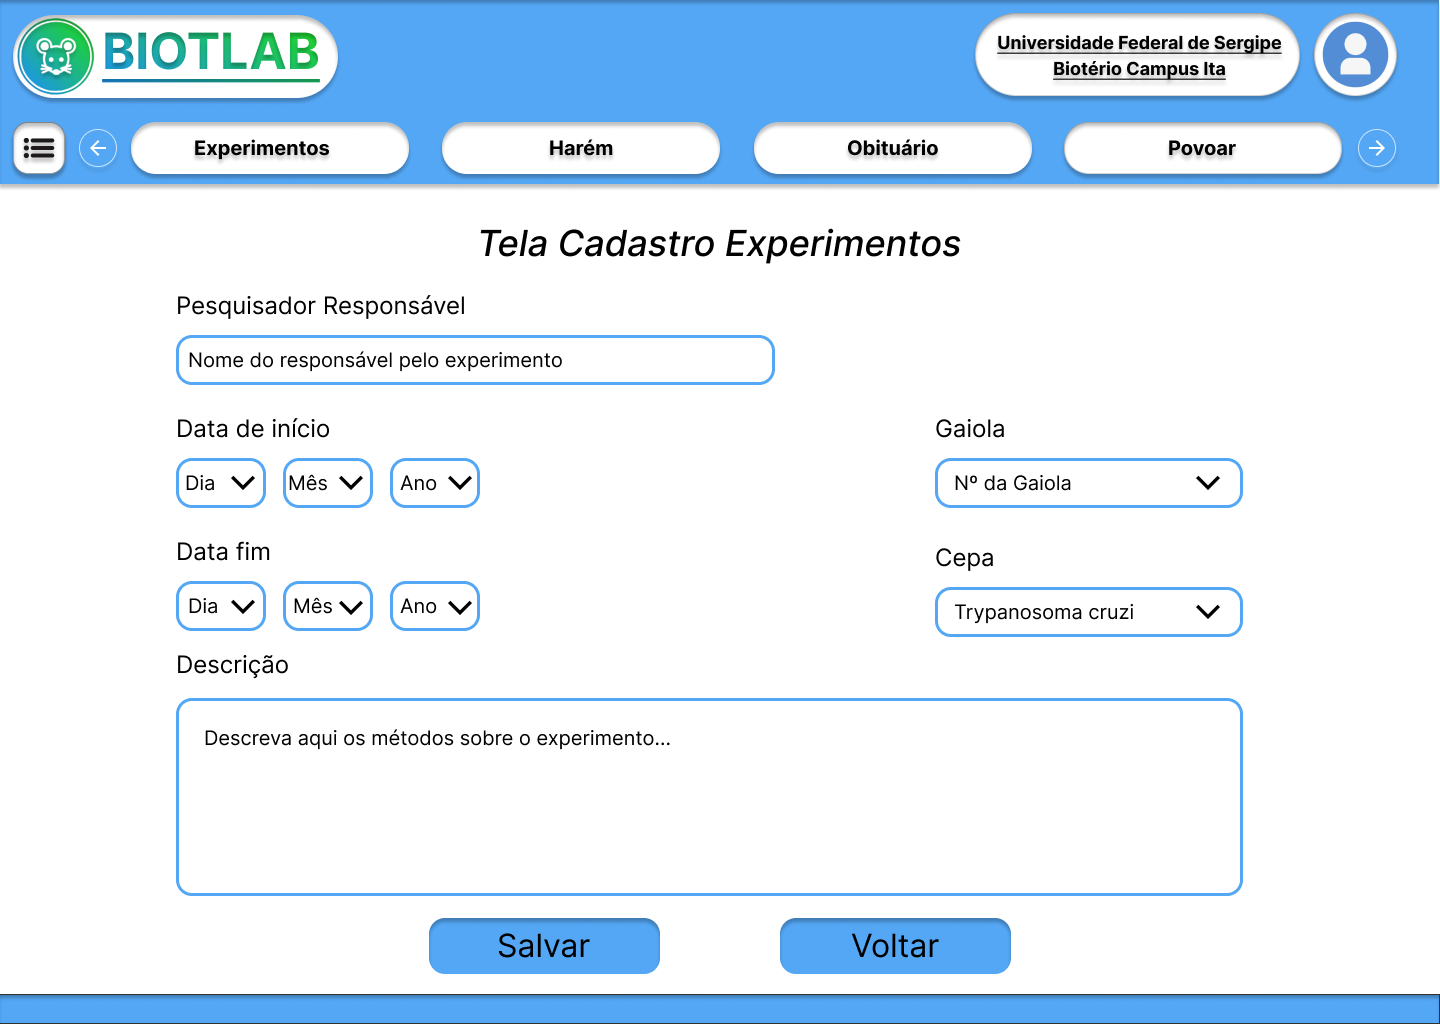 BIOTLAB
Universidade Federal de Sergipe
Biotério Campus Ita
Experimentos
Harém
Obituário
Povoar
Tela Cadastro Experimentos
Pesquisador Responsável
Nome do responsável pelo experimento
Data de início
Gaiola
Dia
Mês
Ano
Nº da Gaiola
Data fim
Cepa
Dia
Mês
Ano
Trypanosoma cruzi
Descrição
Descreva aqui os métodos sobre o experimento...
Salvar
Voltar